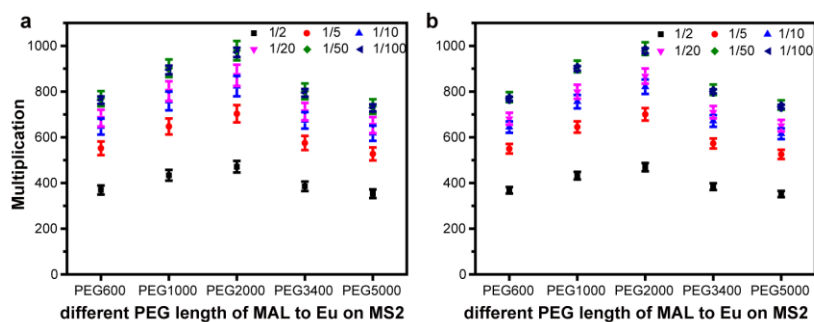 a
1/2 1/5 1/10
1/20 1/50 1/100
1000
800
600
400
200
0
Multiplication
PEG600 PEG1000 PEG2000 PEG3400 PEG5000
different PEG length of MAL to Eu on MS2
b
1/2 1/5 1/10
1/20 1/50 1/100
1000
800
600
400
200
0
PEG600 PEG1000 PEG2000 PEG3400 PEG5000
different PEG length of MAL to Eu on MS2